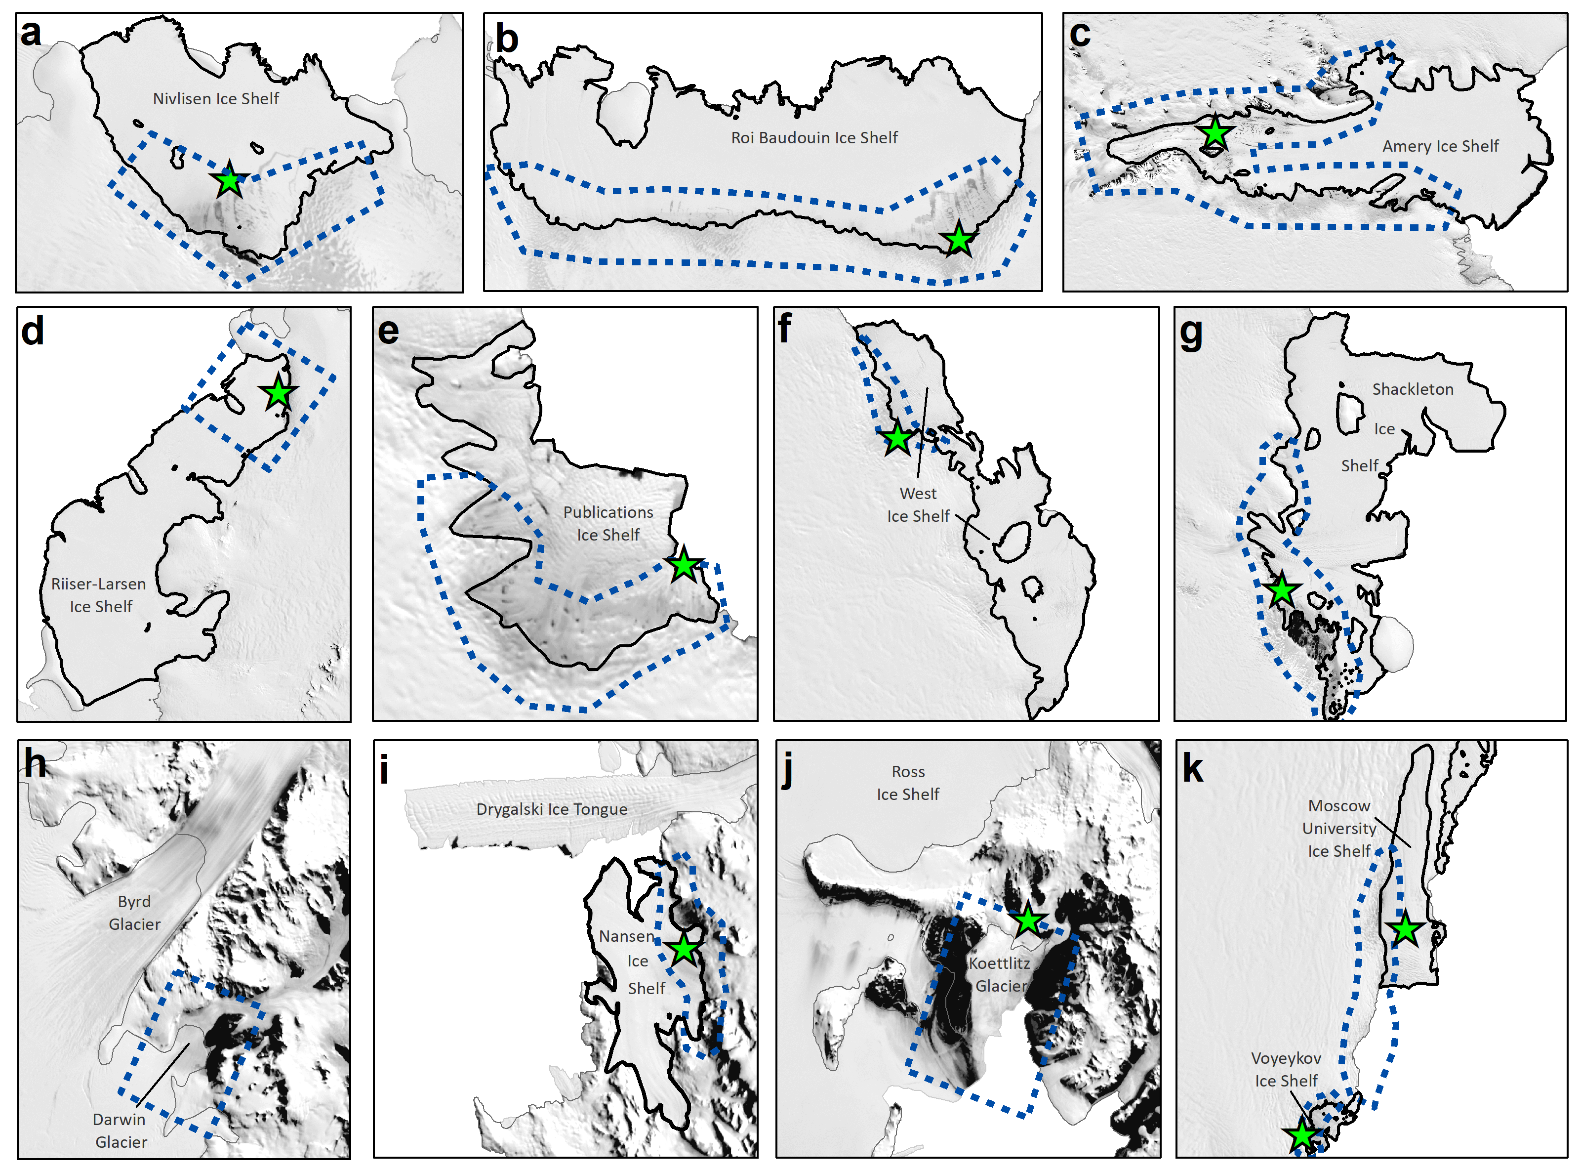 a
Nivlisen Ice Shelf
b
Roi Baudouin Ice Shelf
c
Amery Ice Shelf
d
Riiser-Larsen
Ice Shelf
e
Publications
Ice Shelf
f
West
Ice Shelf
g
Shackleton
Ice
Shelf
h
Byrd
Glacier
Darwin
Glacier
i
Drygalski Ice Tongue
Nansen
Ice
Shelf
j
Ross
Ice Shelf
Koettlitz
Glacier
k
Moscow
University
Ice Shelf
Voyeykov
Ice Shelf